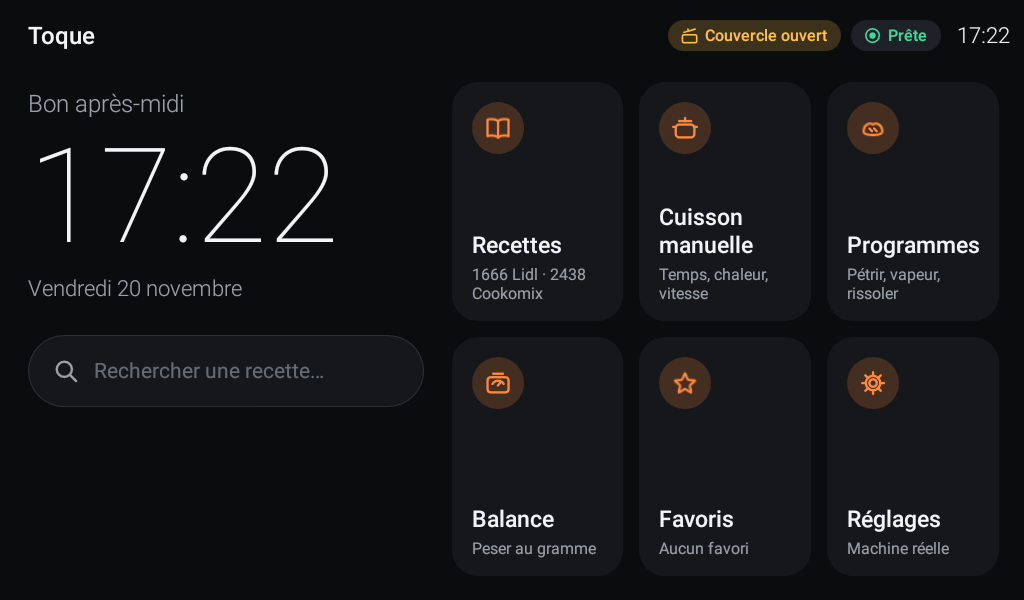 Toque
Couvercle ouvert
Prête
17:22
Bon après-midi
17:22
Vendredi 20 novembre
Rechercher une recette...
Recettes
1666 Lidl · 2438
Cookomix
Cuisson
manuelle
Temps, chaleur,
vitesse
Programmes
Pétrir, vapeur,
rissoler
Balance
Peser au gramme
Favoris
Aucun favori
Réglages
Machine réelle